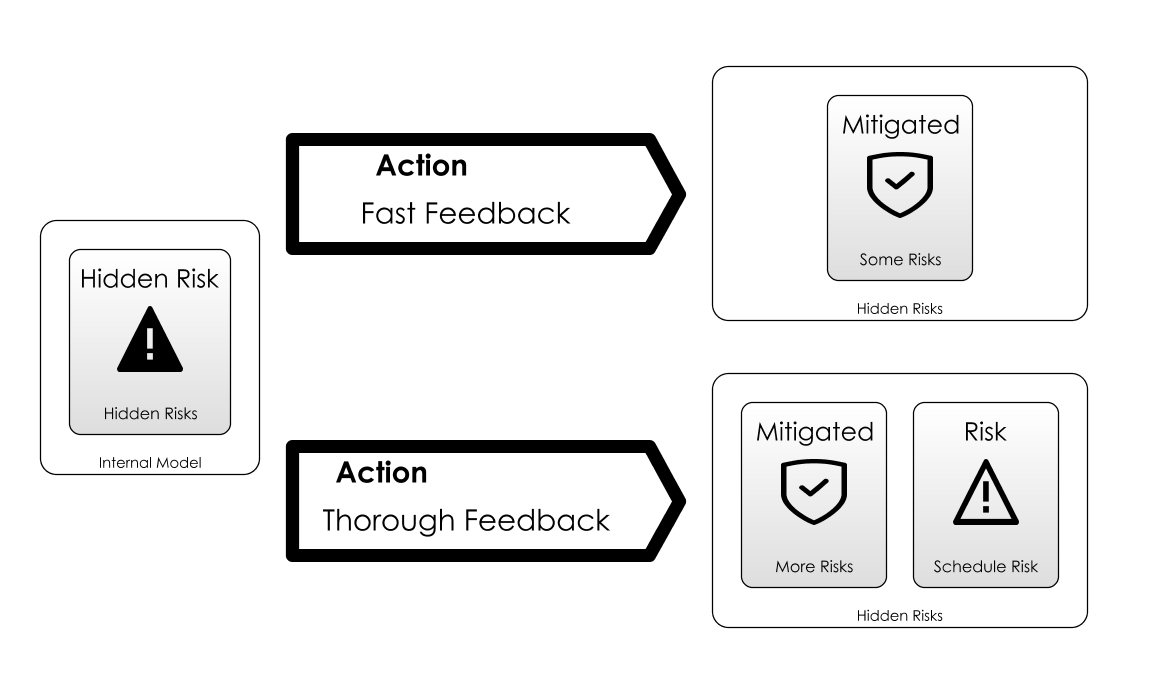 Hidden Risk
Hidden Risks
Internal Model
Action
Fast Feedback
Mitigated
Some Risks
Hidden Risks
Action
Thorough Feedback
Mitigated
More Risks
Risk
Schedule Risk
Hidden Risks